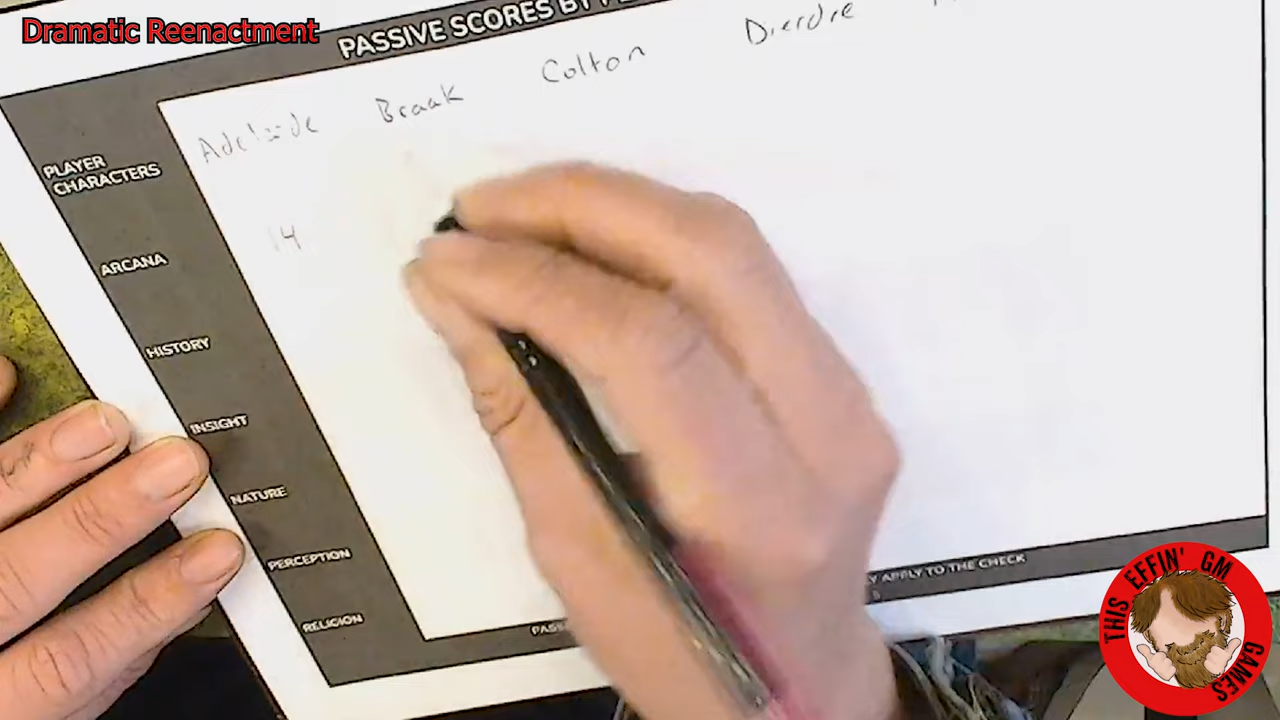 Dramatic Reenactment
PASSIVE SCORES BY
PLAYER CHARACTERS
Adelaide Braak Colton Dierdre
ARCANA
14
HISTORY
INSIGHT
NATURE
PERCEPTION
RELIGION
APPLY TO THE CHECK
THIS EFFIN' GM GAMES